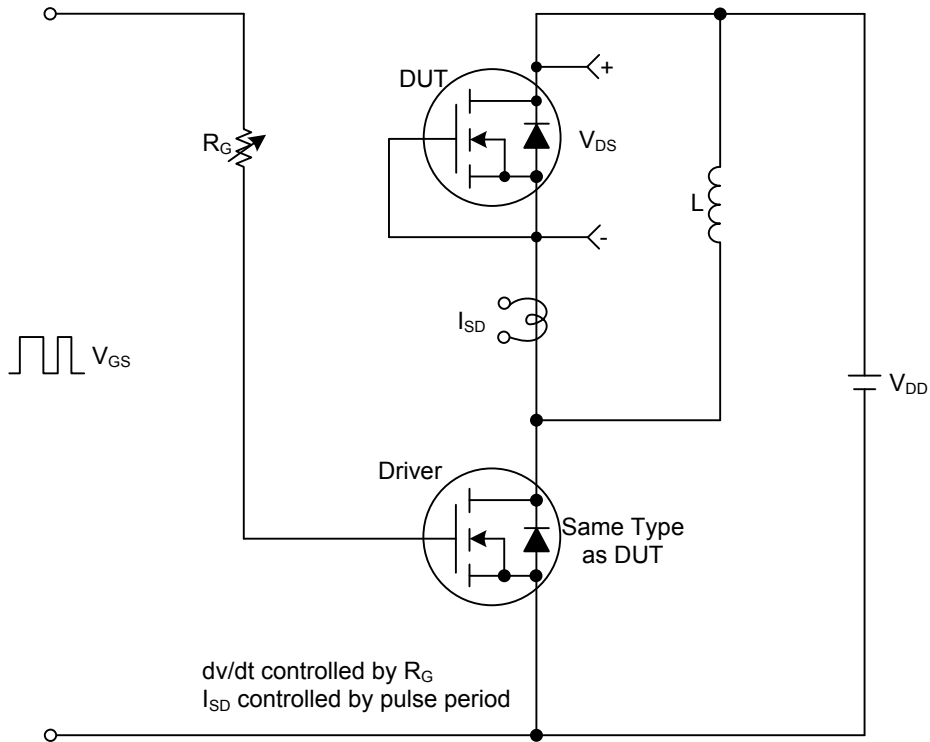 DUT
+
R_G
V_DS
L
-
I_SD
V_GS
V_DD
Driver
Same Type
as DUT
dv/dt controlled by R_G
I_SD controlled by pulse period